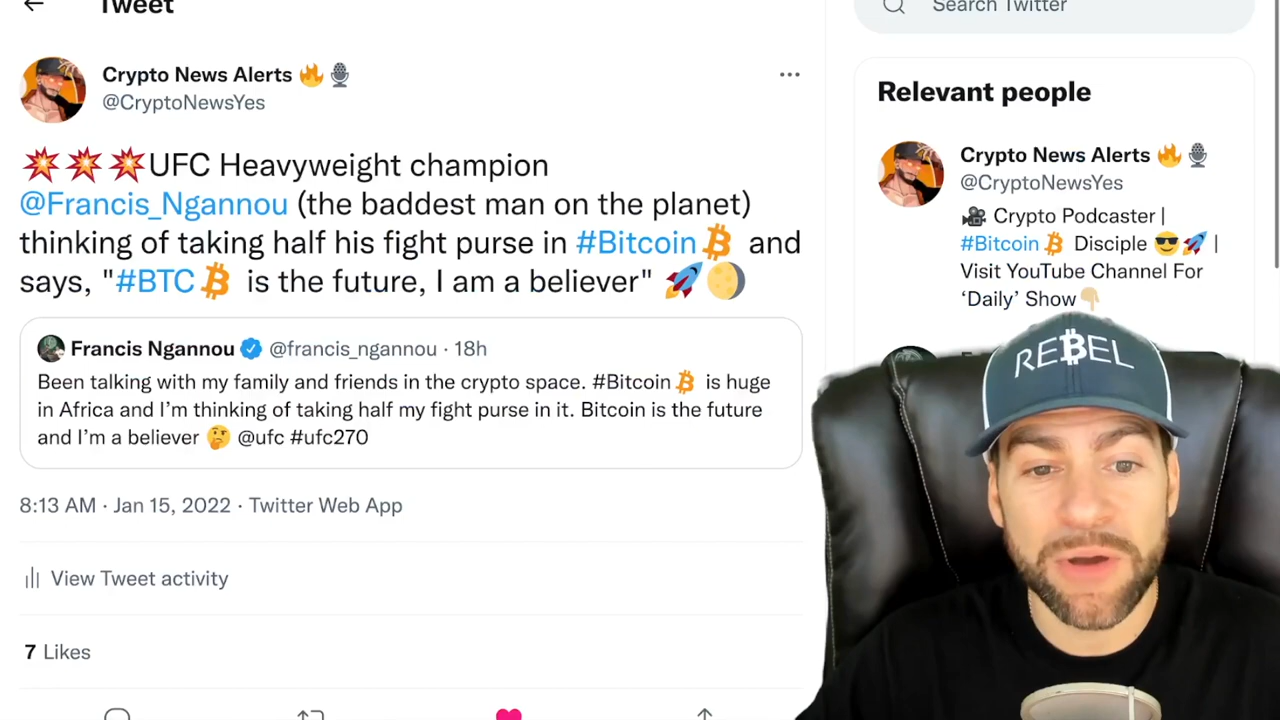 Tweet
Search Twitter
Crypto News Alerts 🔥🎙️
@CryptoNewsYes
💥💥💥UFC Heavyweight champion
@Francis_Ngannou (the baddest man on the planet)
thinking of taking half his fight purse in #Bitcoin₿ and
says, "#BTC₿ is the future, I am a believer" 🚀🌖
Francis Ngannou @francis_ngannou · 18h
Been talking with my family and friends in the crypto space. #Bitcoin₿ is huge
in Africa and I’m thinking of taking half my fight purse in it. Bitcoin is the future
and I’m a believer 🤔 @ufc #ufc270
8:13 AM · Jan 15, 2022 · Twitter Web App
View Tweet activity
7 Likes
Relevant people
Crypto News Alerts 🔥🎙️
@CryptoNewsYes
🎥 Crypto Podcaster |
#Bitcoin₿ Disciple 😎🚀 |
Visit YouTube Channel For
‘Daily’ Show👇🏼
REBEL